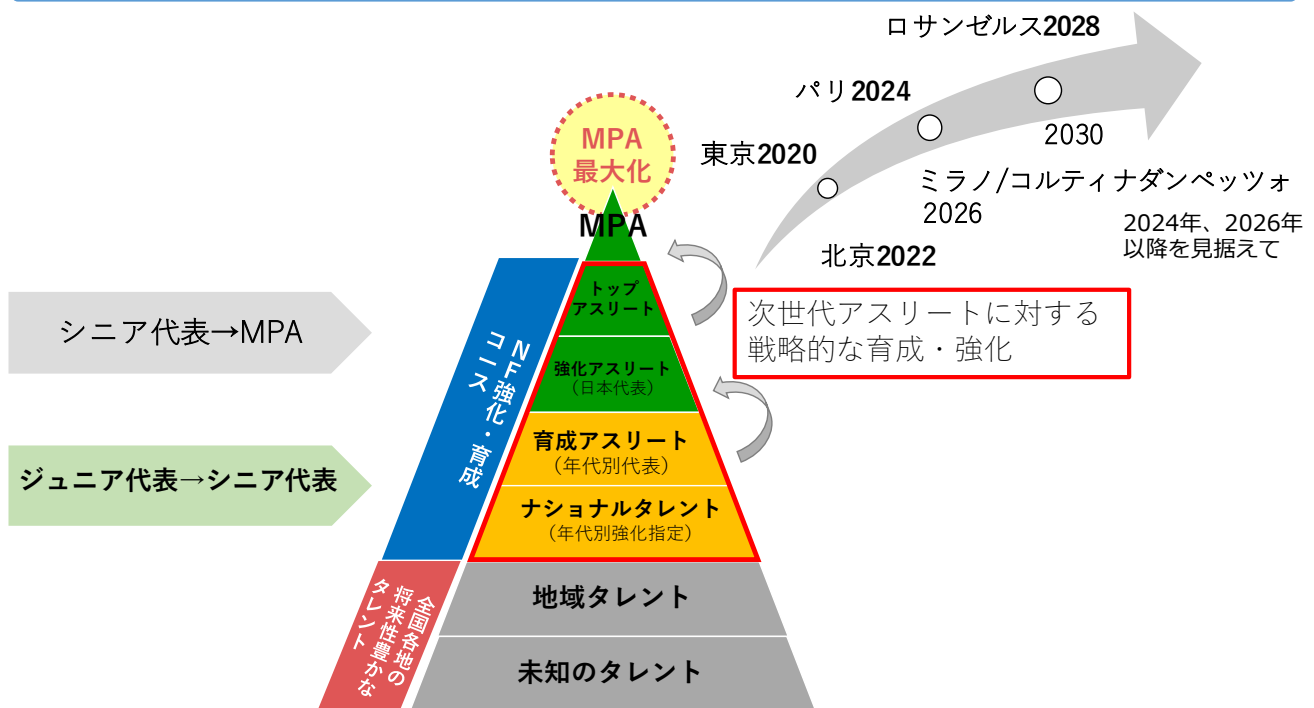 ロサンゼルス2028
パリ2024
2030
東京2020
ミラノ/コルティナダンペッツォ
2026
2024年、2026年
以降を見据えて
北京2022
MPA
最大化
MPA
トップ
アスリート
強化アスリート
(日本代表)
育成アスリート
(年代別代表)
ナショナルタレント
(年代別強化指定)
地域タレント
未知のタレント
NF強化・育成
コース
全国各地の
将来性豊かな
タレント
シニア代表→MPA
ジュニア代表→シニア代表
次世代アスリートに対する
戦略的な育成・強化